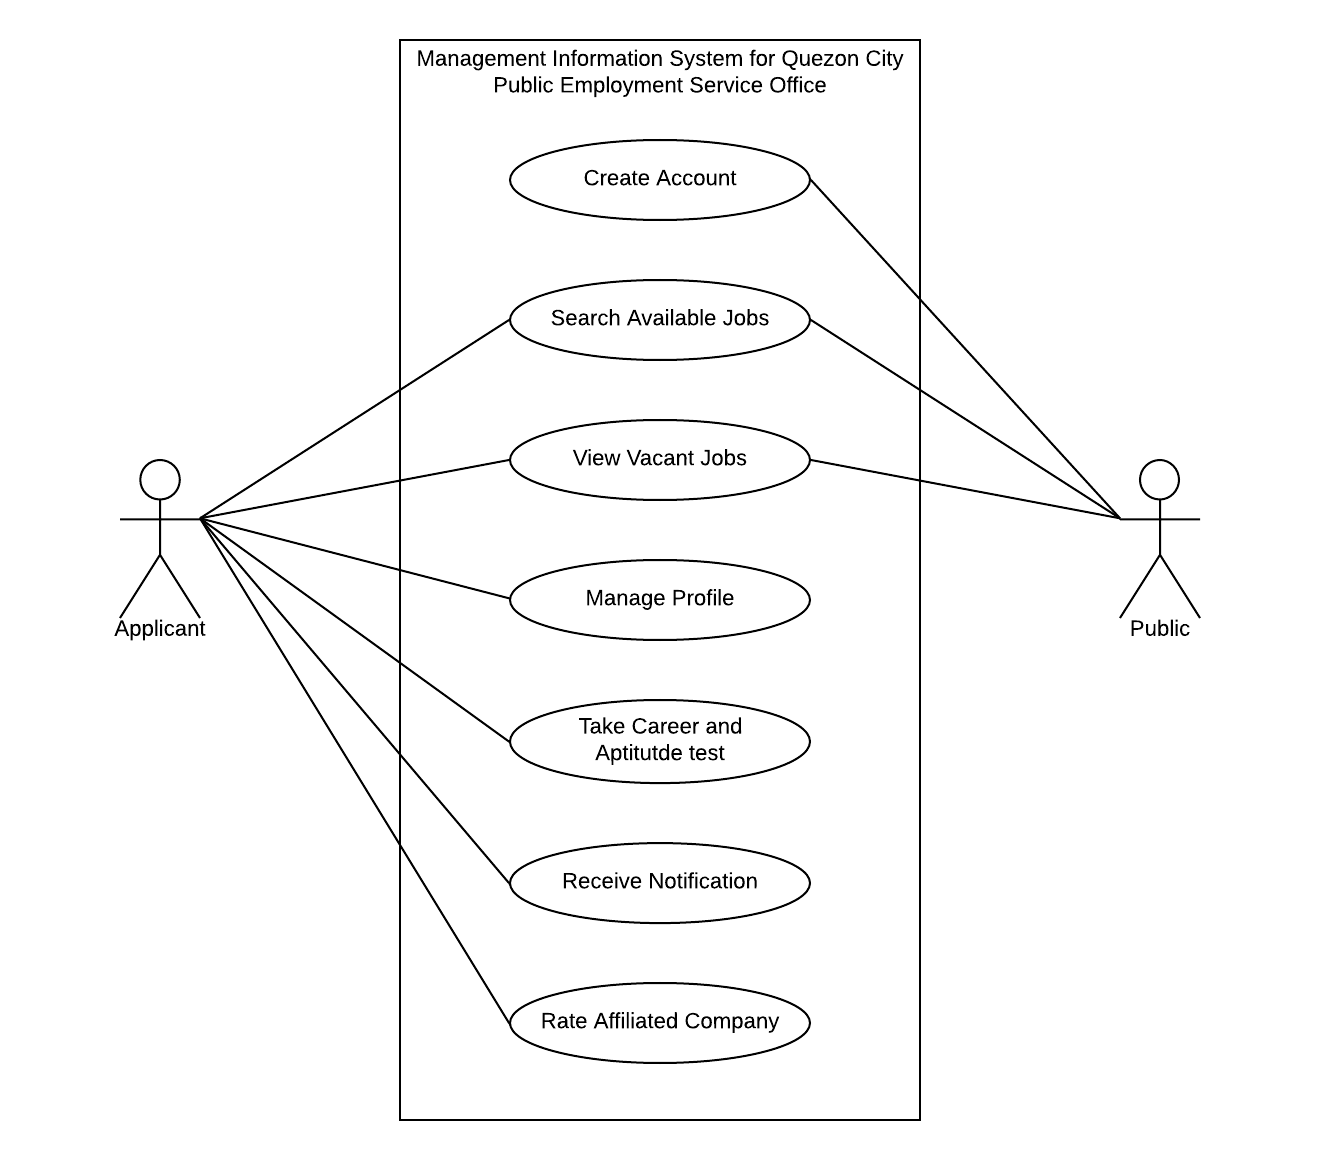 Management Information System for Quezon City
Public Employment Service Office
Create Account
Search Available Jobs
View Vacant Jobs
Manage Profile
Applicant
Public
Take Career and
Aptitutde test
Receive Notification
Rate Affiliated Company